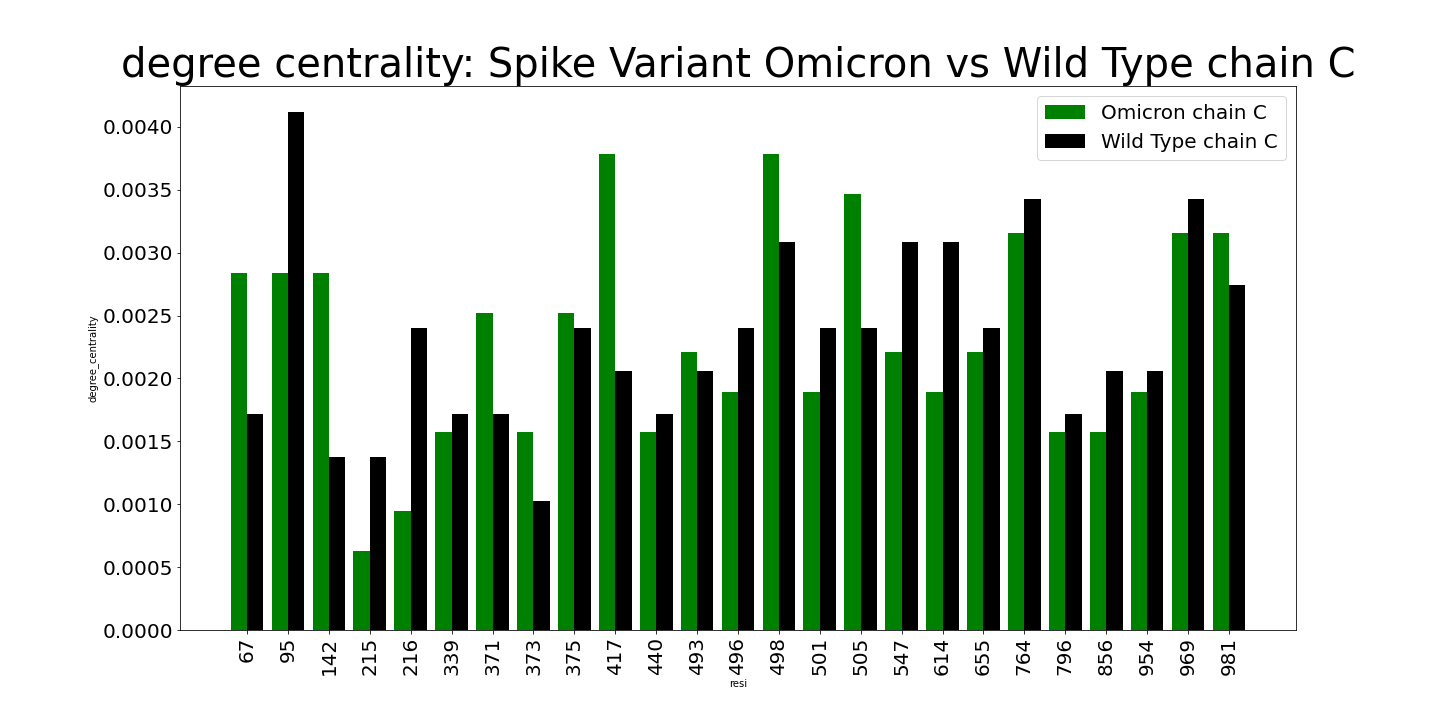 degree centrality: Spike Variant Omicron vs Wild Type chain C
Omicron chain C
Wild Type chain C
0.0040
0.0035
0.0030
0.0025
0.0020
0.0015
0.0010
0.0005
0.0000
degree_centrality
67 95 142 215 216 339 371 373 375 417 440 493 496 498 501 505 547 614 655 764 796 856 954 969 981
resi